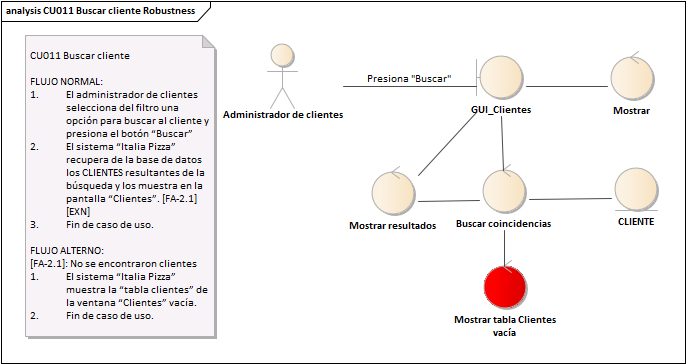 analysis CU011 Buscar cliente Robustness
CU011 Buscar cliente
FLUJO NORMAL:
1. El administrador de clientes
selecciona del filtro una
opción para buscar al cliente y
presiona el botón “Buscar”
2. El sistema “Italia Pizza”
recupera de la base de datos
los CLIENTES resultantes de la
búsqueda y los muestra en la
pantalla “Clientes”. [FA-2.1]
[EXN]
3. Fin de caso de uso.
FLUJO ALTERNO:
[FA-2.1]: No se encontraron clientes
1. El sistema “Italia Pizza”
muestra la “tabla clientes” de
la ventana “Clientes” vacía.
2. Fin de caso de uso.
Administrador de clientes
Presiona "Buscar"
GUI_Clientes
Mostrar
Mostrar resultados
Buscar coincidencias
CLIENTE
Mostrar tabla Clientes
vacía